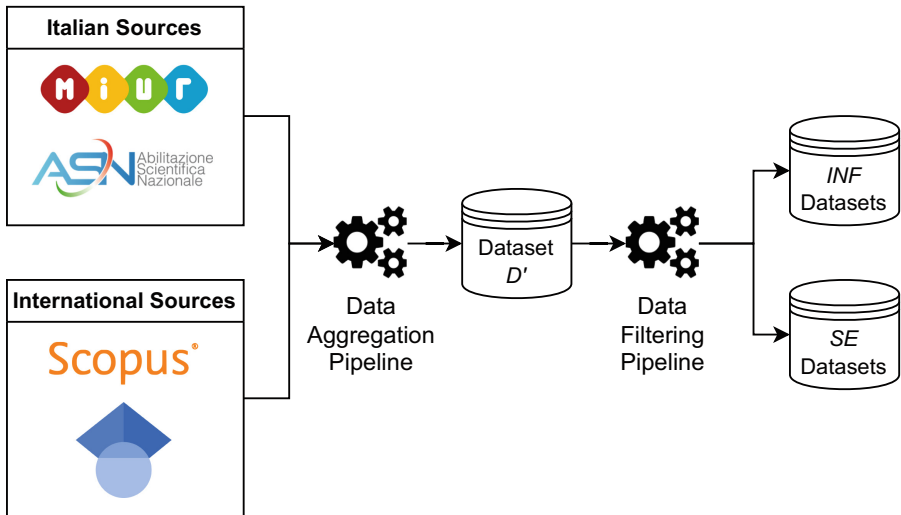 Italian Sources
MIUR
ASN Abilitazione
Scientifica
Nazionale
International Sources
Scopus®
Data
Aggregation
Pipeline
Dataset
D'
Data
Filtering
Pipeline
INF
Datasets
SE
Datasets